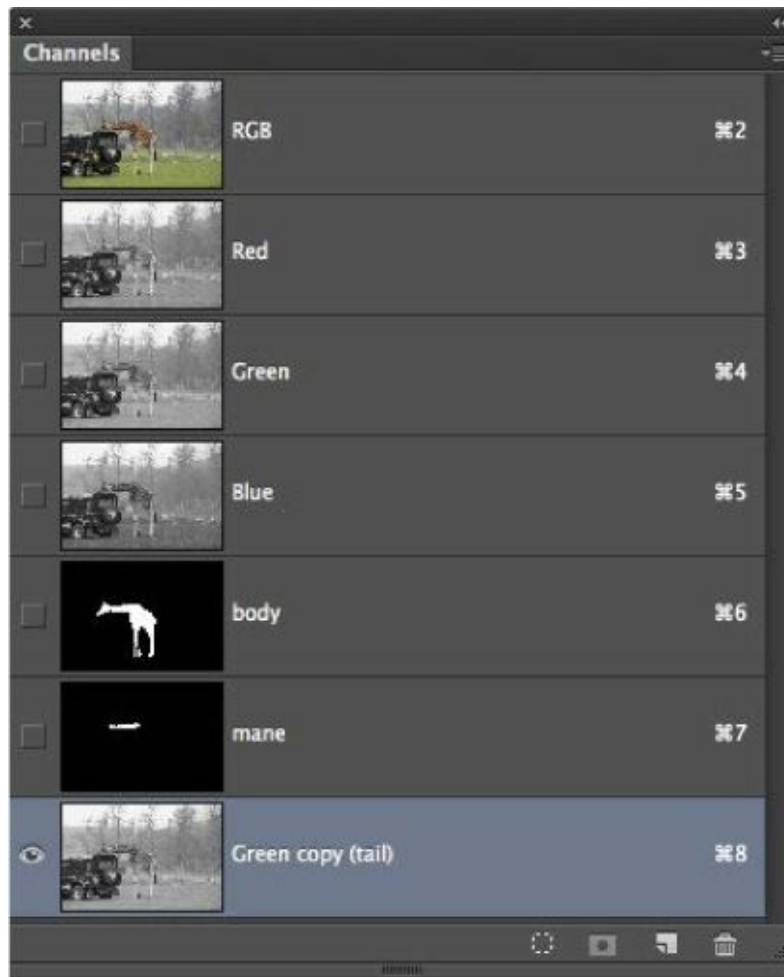 Channels
RGB ⌘2
Red ⌘3
Green ⌘4
Blue ⌘5
body ⌘6
mane ⌘7
Green copy (tail) ⌘8